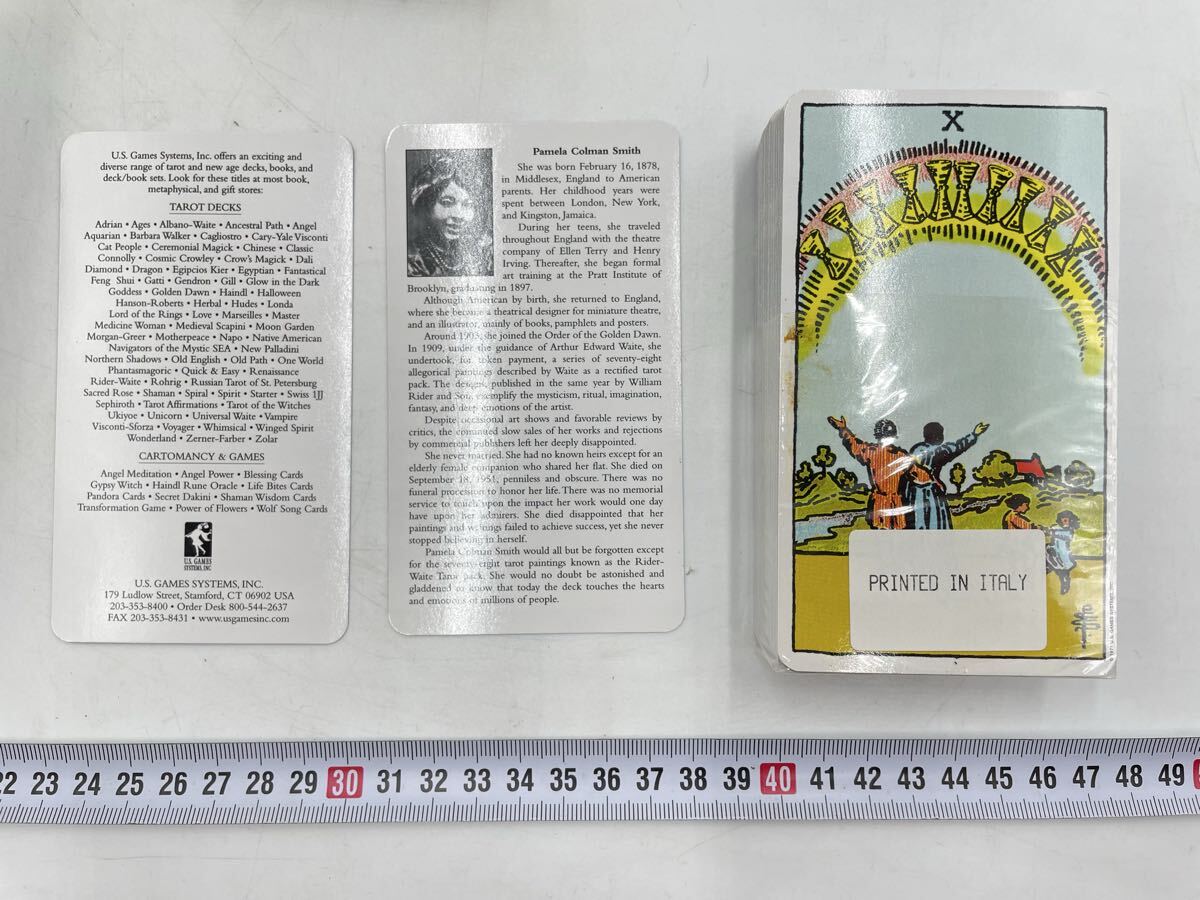 U.S. Games Systems, Inc. offers an exciting and
diverse range of tarot and new age decks, books, and
deck/book sets. Look for these titles at most book,
metaphysical, and gift stores:
TAROT DECKS
Adrian • Ages • Albano-Waite • Ancestral Path • Angel
Aquarian • Barbara Walker • Cagliostro • Cary-Yale Visconti
Cat People • Ceremonial Magick • Chinese • Classic
Connolly • Cosmic Crowley • Crow's Magick • Dali
Diamond • Dragon • Egipcios Kier • Egyptian • Fantastical
Feng Shui • Gatti • Gendron • Gill • Glow in the Dark
Goddess • Golden Dawn • Haindl • Halloween
Hanson-Roberts • Herbal • Hudes • Londa
Lord of the Rings • Love • Marseilles • Master
Medicine Woman • Medieval Scapini • Moon Garden
Morgan-Greer • Motherpeace • Napo • Native American
Navigators of the Mystic SEA • New Palladini
Northern Shadows • Old English • Old Path • One World
Phantasmagoric • Quick & Easy • Renaissance
Rider-Waite • Rohrig • Russian Tarot of St. Petersburg
Sacred Rose • Shaman • Spiral • Spirit • Starter • Swiss 1JJ
Sephiroth • Tarot Affirmations • Tarot of the Witches
Ukiyoe • Unicorn • Universal Waite • Vampire
Visconti-Sforza • Voyager • Whimsical • Winged Spirit
Wonderland • Zerner-Farber • Zolar
CARTOMANCY & GAMES
Angel Meditation • Angel Power • Blessing Cards
Gypsy Witch • Haindl Rune Oracle • Life Bites Cards
Pandora Cards • Secret Dakini • Shaman Wisdom Cards
Transformation Game • Power of Flowers • Wolf Song Cards
U.S. GAMES
SYSTEMS, INC
U.S. GAMES SYSTEMS, INC.
179 Ludlow Street, Stamford, CT 06902 USA
203-353-8400 • Order Desk 800-544-2637
FAX 203-353-8431 • www.usgamesinc.com
Pamela Colman Smith
She was born February 16, 1878,
in Middlesex, England to American
parents. Her childhood years were
spent between London, New York,
and Kingston, Jamaica.
During her teens, she traveled
throughout England with the theatre
company of Ellen Terry and Henry
Irving. Thereafter, she began formal
art training at the Pratt Institute of
Brooklyn, graduating in 1897.
Although American by birth, she returned to England,
where she became a theatrical designer for miniature theatre,
and an illustrator, mainly of books, pamphlets and posters.
Around 1903, she joined the Order of the Golden Dawn.
In 1909, under the guidance of Arthur Edward Waite, she
undertook, for token payment, a series of seventy-eight
allegorical paintings described by Waite as a rectified tarot
pack. The designs, published in the same year by William
Rider and Son, exemplify the mysticism, ritual, imagination,
fantasy, and deep emotions of the artist.
Despite occasional art shows and favorable reviews by
critics, the continued slow sales of her works and rejections
by commercial publishers left her deeply disappointed.
She never married. She had no known heirs except for an
elderly female companion who shared her flat. She died on
September 18, 1951, penniless and obscure. There was no
funeral procession to honor her life. There was no memorial
service to touch upon the impact her work would one day
have upon her admirers. She died disappointed that her
paintings and writings failed to achieve success, yet she never
stopped believing in herself.
Pamela Colman Smith would all but be forgotten except
for the seventy-eight tarot paintings known as the Rider-
Waite Tarot pack. She would no doubt be astonished and
gladdened to know that today the deck touches the hearts
and emotions of millions of people.
X
PRINTED IN ITALY
22 23 24 25 26 27 28 29 30 31 32 33 34 35 36 37 38 39 40 41 42 43 44 45 46 47 48 49